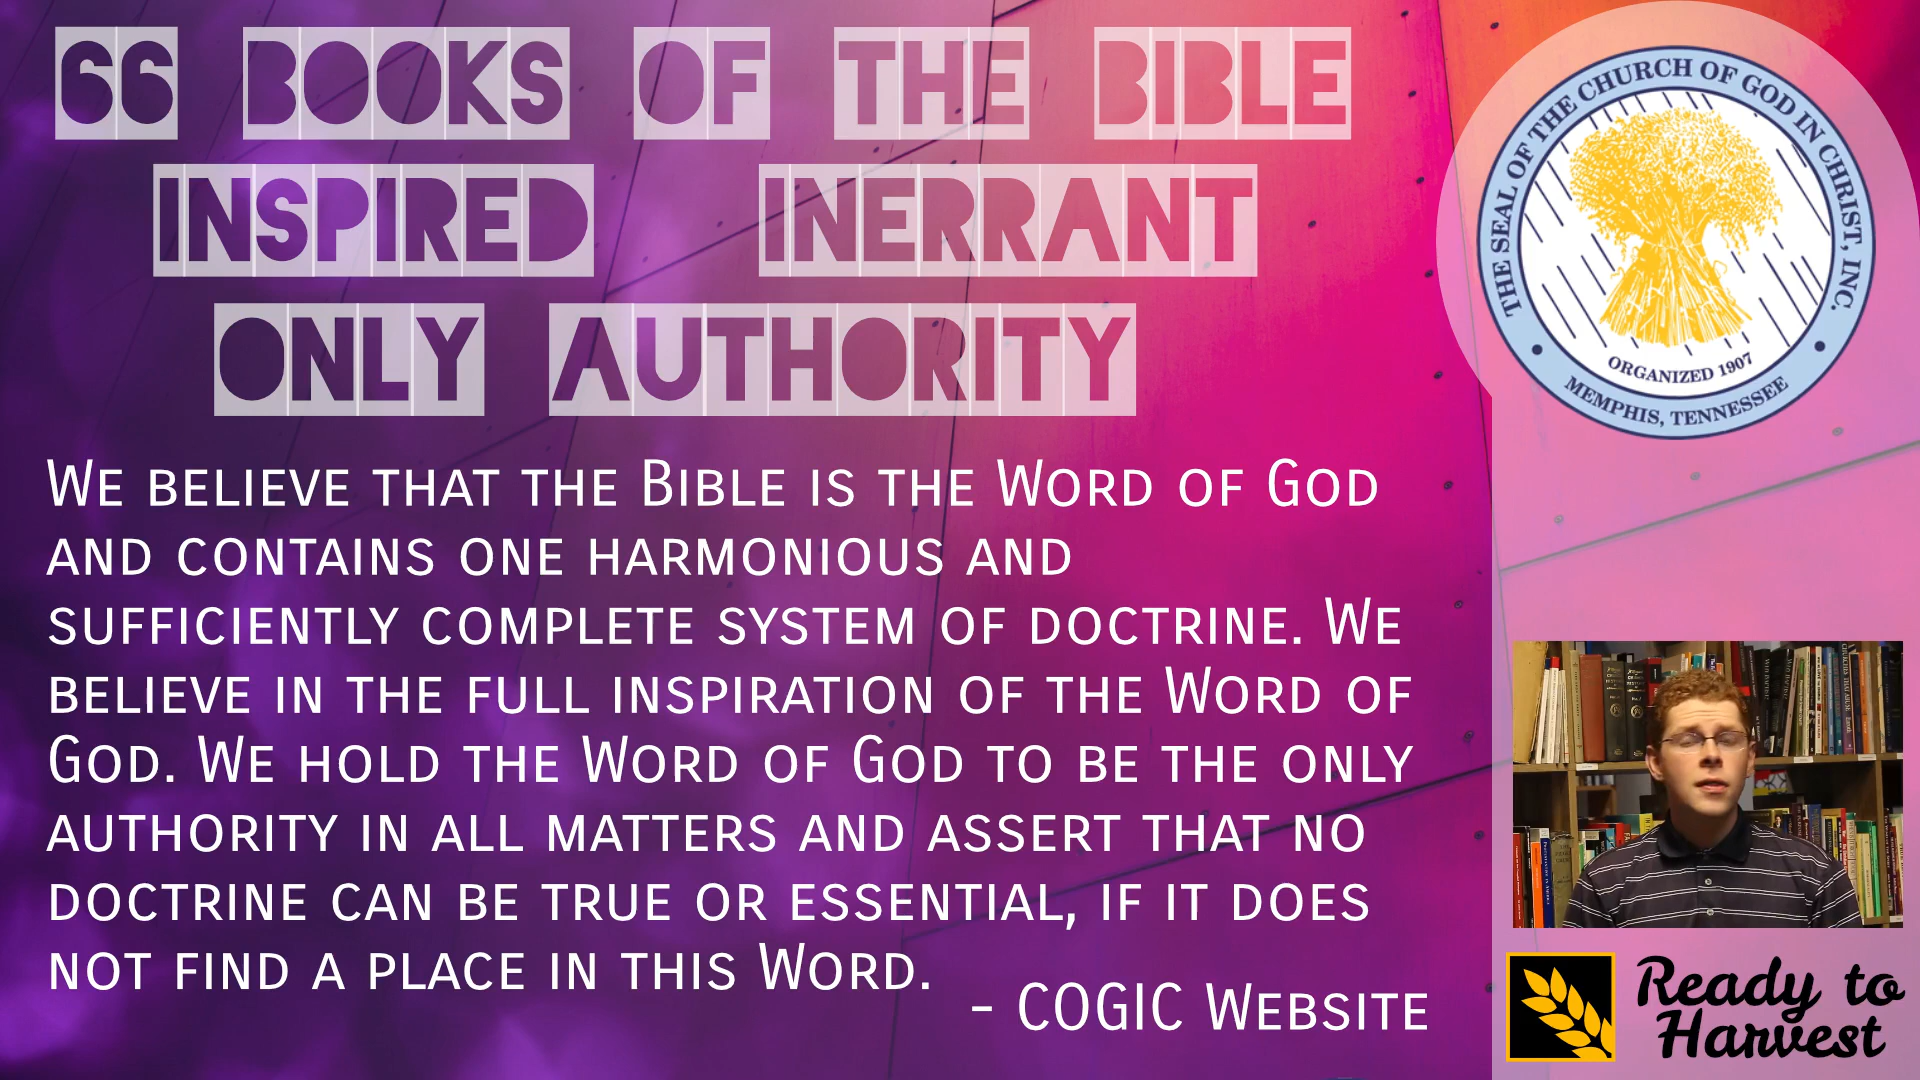 66 BOOKS OF THE BIBLE
INSPIRED INERRANT
ONLY AUTHORITY
We believe that the Bible is the Word of God
and contains one harmonious and
sufficiently complete system of doctrine. We
believe in the full inspiration of the Word of
God. We hold the Word of God to be the only
authority in all matters and assert that no
doctrine can be true or essential, if it does
not find a place in this Word.
- COGIC Website
THE SEAL OF THE CHURCH OF GOD IN CHRIST, INC.
ORGANIZED 1907
MEMPHIS, TENNESSEE
Ready to
Harvest